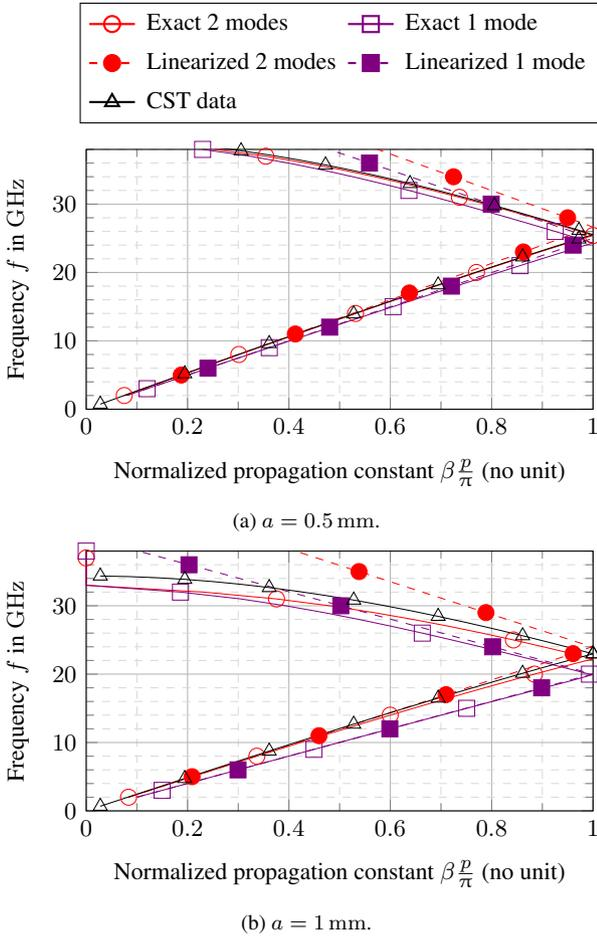 Exact 2 modes Exact 1 mode
Linearized 2 modes Linearized 1 mode
CST data
30
20
10
0
Frequency f in GHz
0 0.2 0.4 0.6 0.8 1
Normalized propagation constant β p/π (no unit)
(a) a = 0.5 mm.
30
20
10
0
Frequency f in GHz
0 0.2 0.4 0.6 0.8 1
Normalized propagation constant β p/π (no unit)
(b) a = 1 mm.